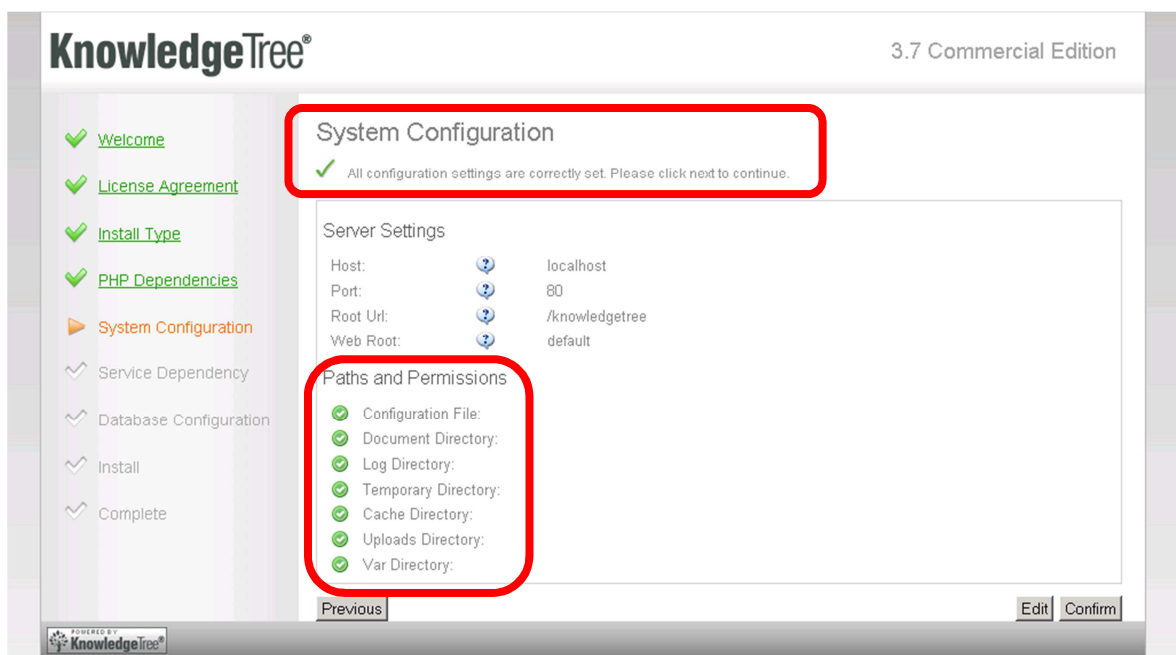 KnowledgeTree®
3.7 Commercial Edition
Welcome
License Agreement
Install Type
PHP Dependencies
System Configuration
Service Dependency
Database Configuration
Install
Complete
System Configuration
All configuration settings are correctly set. Please click next to continue.
Server Settings
Host: localhost
Port: 80
Root Url: /knowledgetree
Web Root: default
Paths and Permissions
Configuration File:
Document Directory:
Log Directory:
Temporary Directory:
Cache Directory:
Uploads Directory:
Var Directory:
Previous
Edit Confirm
POWERED BY
KnowledgeTree®